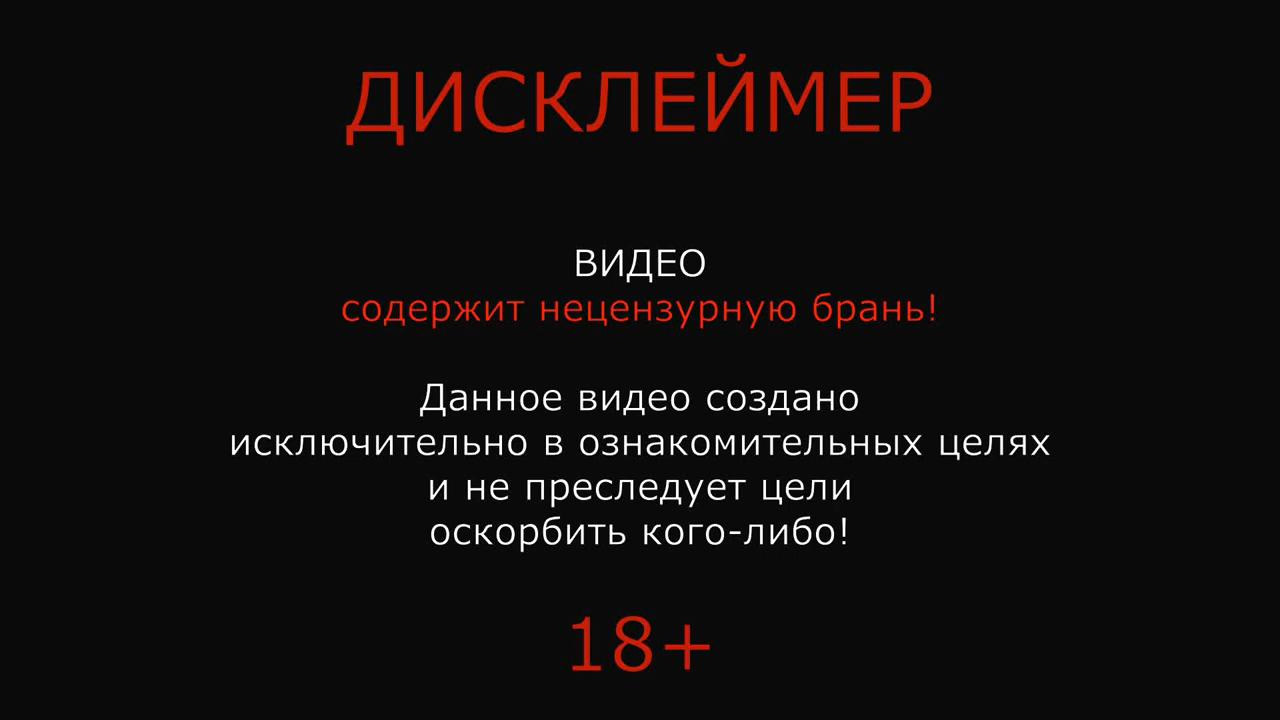 ДИСКЛЕЙМЕР
ВИДЕО
содержит нецензурную брань!
Данное видео создано
исключительно в ознакомительных целях
и не преследует цели
оскорбить кого-либо!
18+